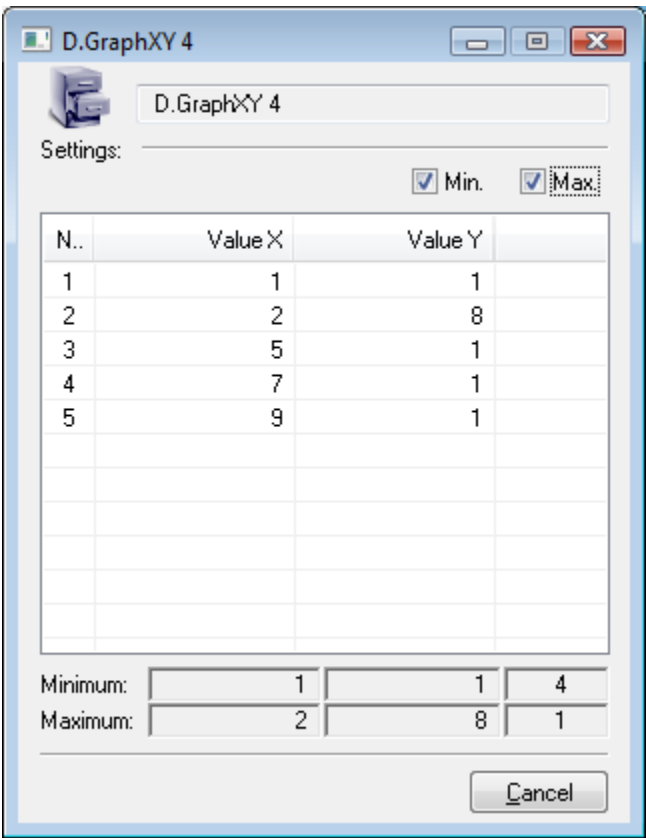 D.GraphXY 4
D.GraphXY 4
Settings:
Min. Max.
N.. Value X Value Y
1 1 1
2 2 8
3 5 1
4 7 1
5 9 1
Minimum: 1 1 4
Maximum: 2 8 1
Cancel